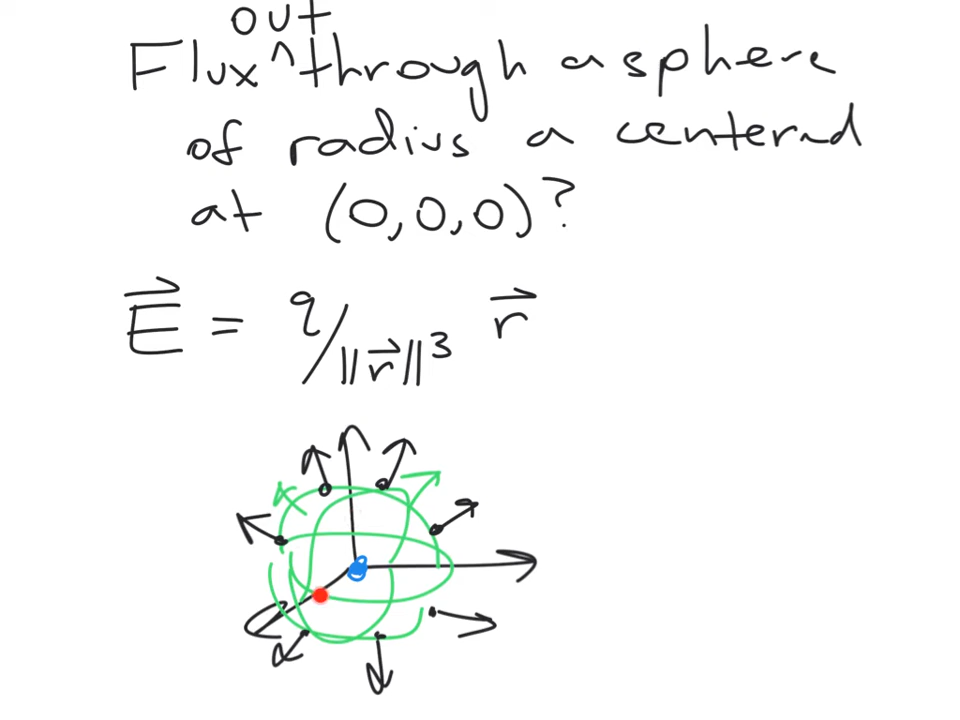 out
Flux ^ through a sphere
of radius a centered
at (0,0,0)?
E⃗ = q/||r⃗||³ r⃗